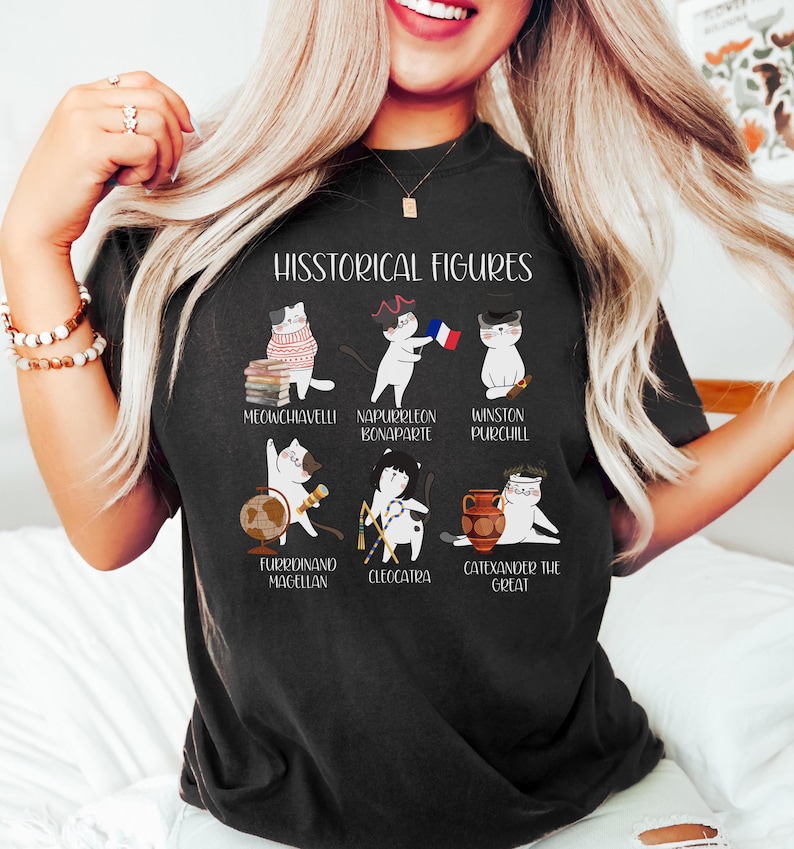 HISSTORICAL FIGURES
MEOWCHIAVELLI
NAPURRLEON
BONAPARTE
WINSTON
PURCHILL
FURRDINAND
MAGELLAN
CLEOCATRA
CATEXANDER THE
GREAT